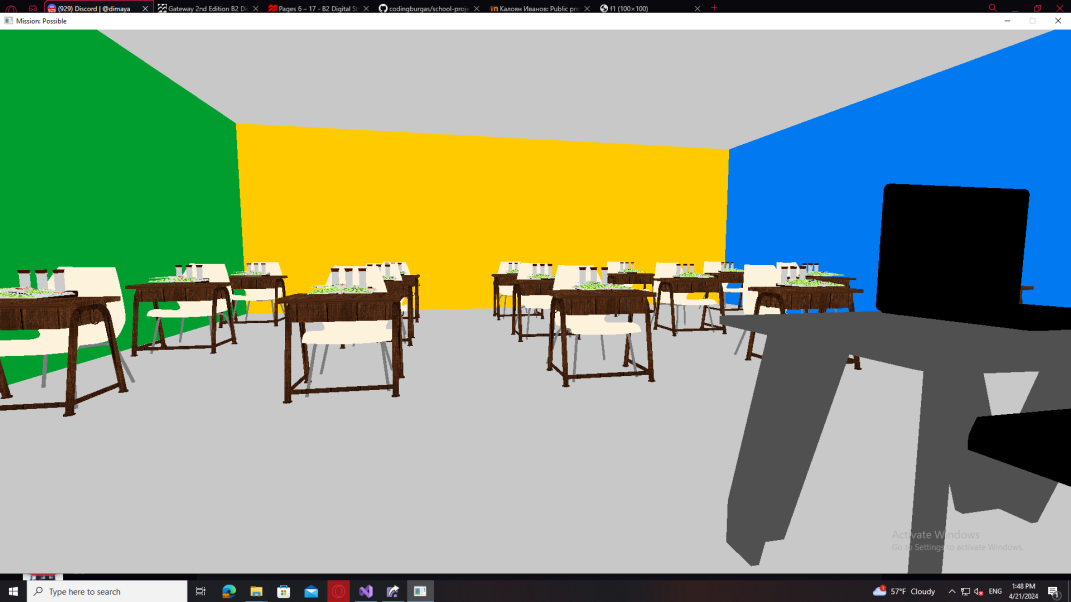 (929) Discord | @dimaya
Gateway 2nd Edition B2 Di
Pages 6 – 17 - B2 Digital S
codingburgas/school-proj
Калоян Иванов: Public pro
f1 (100×100)
Mission: Possible
Activate Windows
Go to Settings to activate Windows.
Type here to search
57°F Cloudy
ENG
1:48 PM
4/21/2024